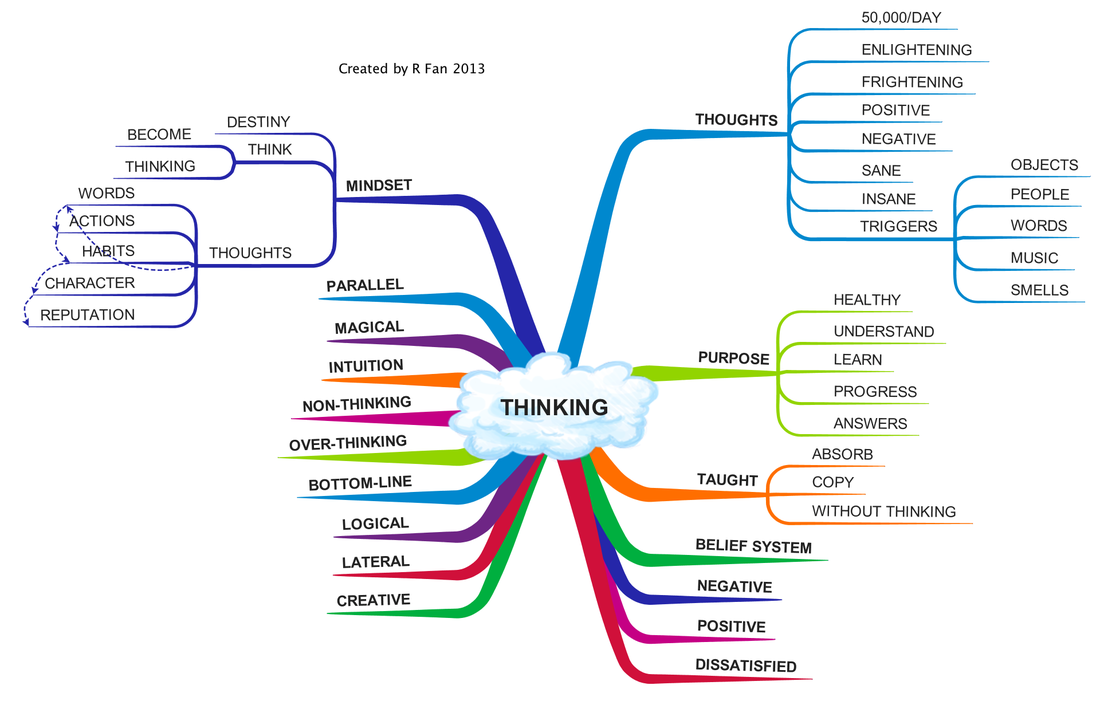 Created by R Fan 2013
THINKING
THOUGHTS
50,000/DAY
ENLIGHTENING
FRIGHTENING
POSITIVE
NEGATIVE
SANE
INSANE
TRIGGERS
OBJECTS
PEOPLE
WORDS
MUSIC
SMELLS
PURPOSE
HEALTHY
UNDERSTAND
LEARN
PROGRESS
ANSWERS
TAUGHT
ABSORB
COPY
WITHOUT THINKING
BELIEF SYSTEM
NEGATIVE
POSITIVE
DISSATISFIED
MINDSET
DESTINY
THINK
BECOME
THINKING
THOUGHTS
WORDS
ACTIONS
HABITS
CHARACTER
REPUTATION
PARALLEL
MAGICAL
INTUITION
NON-THINKING
OVER-THINKING
BOTTOM-LINE
LOGICAL
LATERAL
CREATIVE